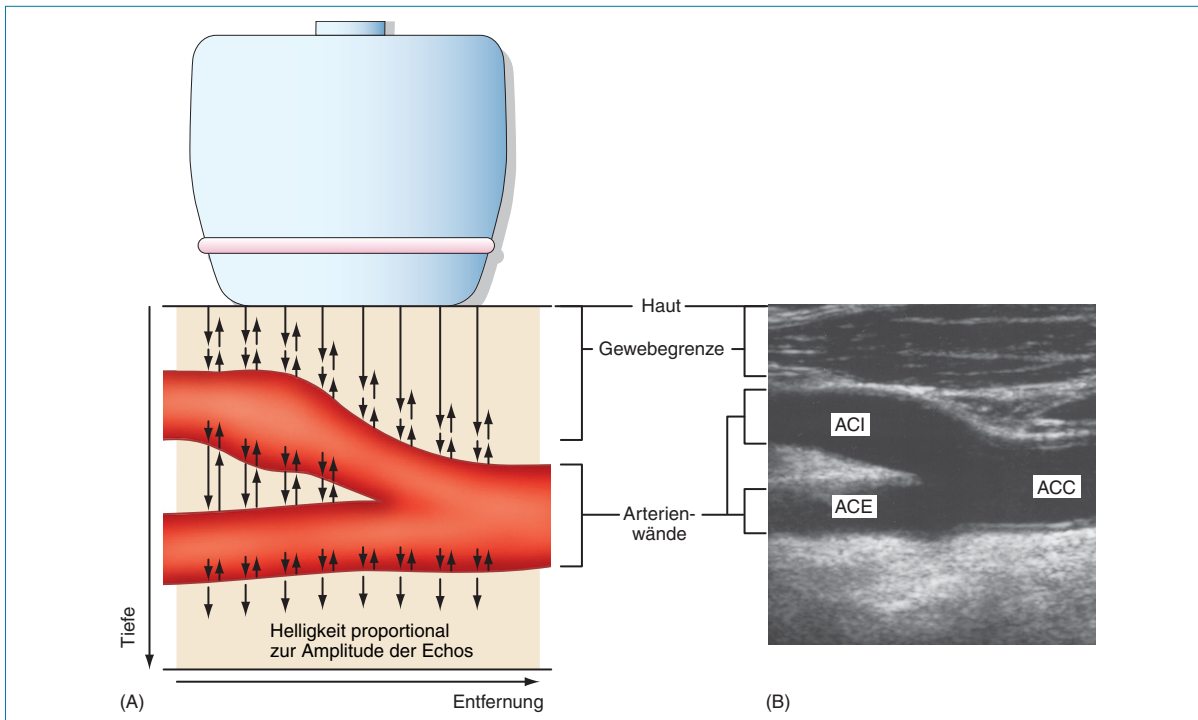 Haut
Gewebegrenze
ACI
ACC
ACE
Arterien-
wände
Tiefe
Helligkeit proportional
zur Amplitude der Echos
(A)
Entfernung
(B)